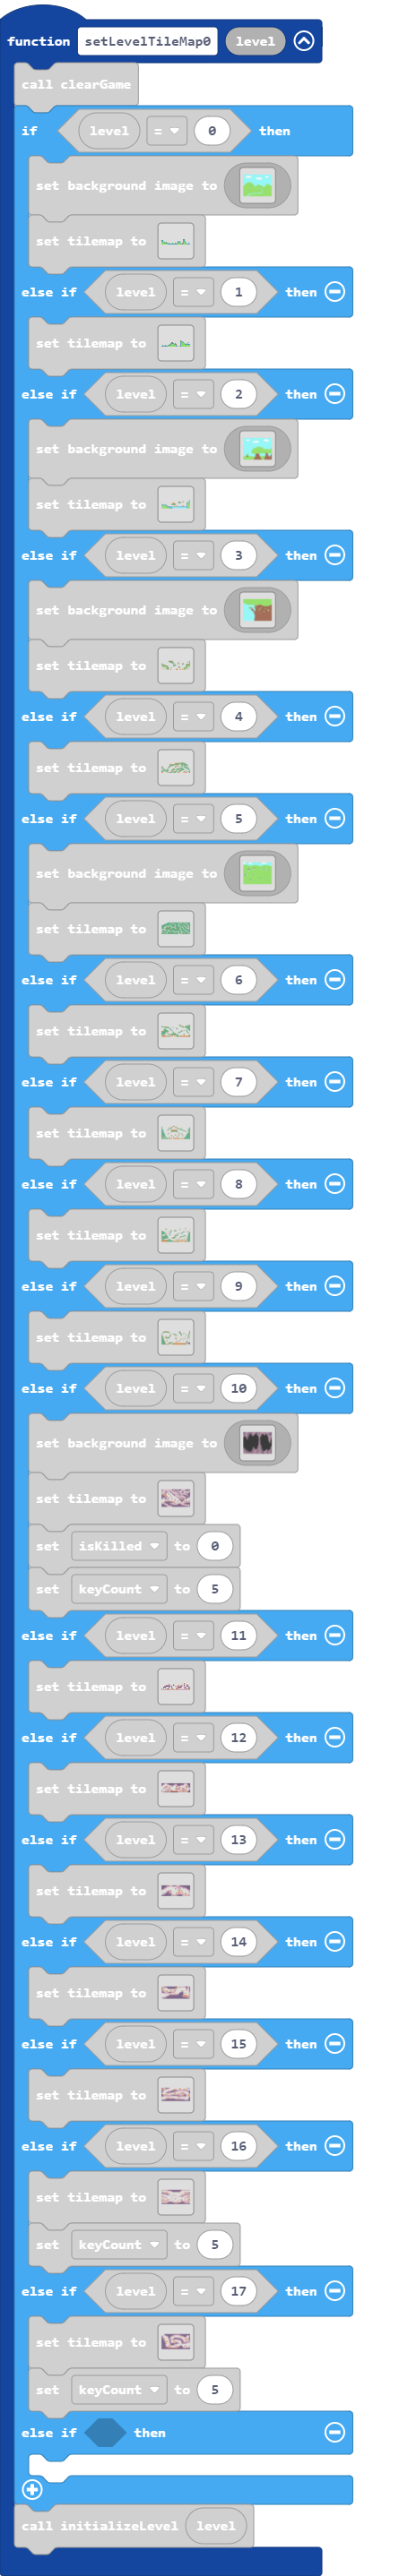 function setLevelTileMap0 level
call clearGame
if level = 0 then
set background image to
set tilemap to
else if level = 1 then
set tilemap to
else if level = 2 then
set background image to
set tilemap to
else if level = 3 then
set background image to
set tilemap to
else if level = 4 then
set tilemap to
else if level = 5 then
set background image to
set tilemap to
else if level = 6 then
set tilemap to
else if level = 7 then
set tilemap to
else if level = 8 then
set tilemap to
else if level = 9 then
set tilemap to
else if level = 10 then
set background image to
set tilemap to
set isKilled to 0
set keyCount to 5
else if level = 11 then
set tilemap to
else if level = 12 then
set tilemap to
else if level = 13 then
set tilemap to
else if level = 14 then
set tilemap to
else if level = 15 then
set tilemap to
else if level = 16 then
set tilemap to
set keyCount to 5
else if level = 17 then
set tilemap to
set keyCount to 5
else if then
call initializeLevel level